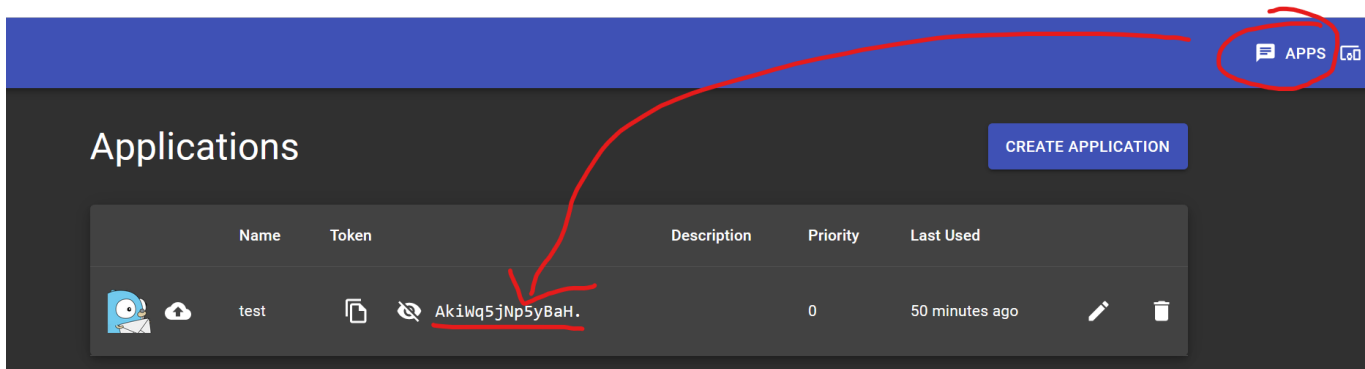 APPS
Applications
CREATE APPLICATION
Name Token Description Priority Last Used
test AkiWq5jNp5yBaH. 0 50 minutes ago